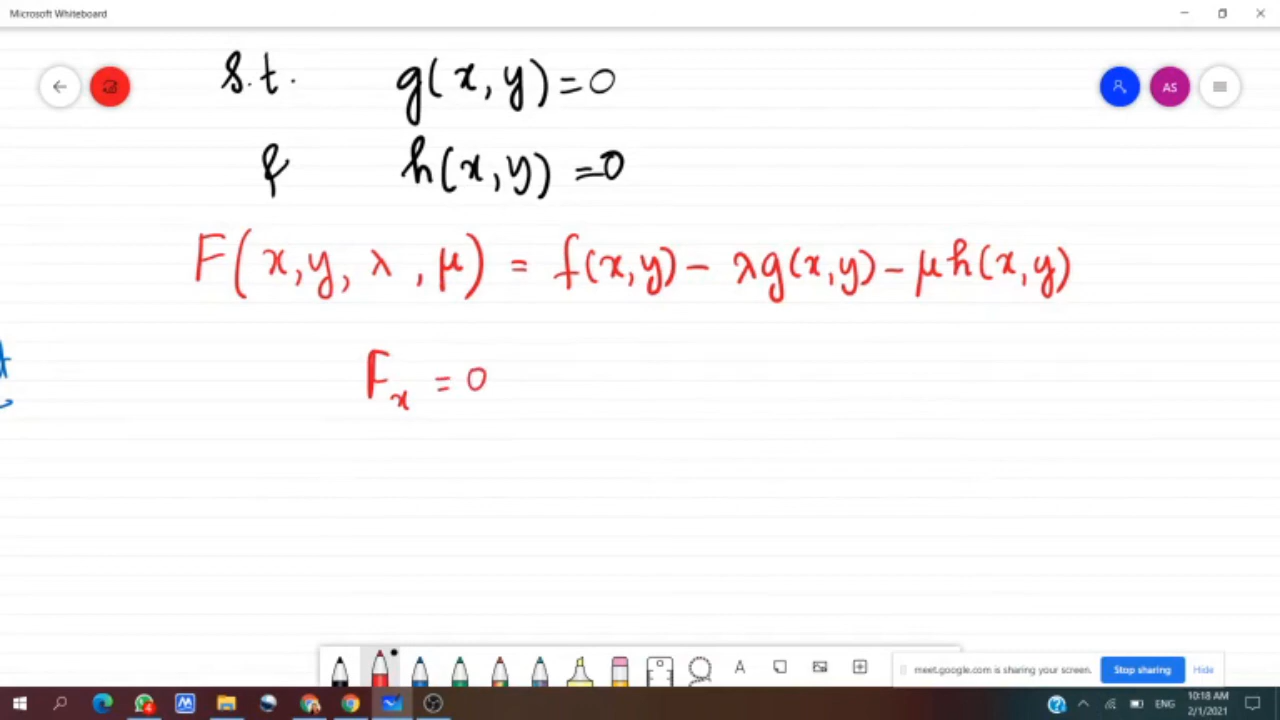 Microsoft Whiteboard
s.t. g(x,y)=0
AS
& h(x,y)=0
F(x,y,λ,μ) = f(x,y) - λg(x,y) - μh(x,y)
F_x = 0
A
meet.google.com is sharing your screen.
Stop sharing
Hide
ENG
10:18 AM
2/1/2021